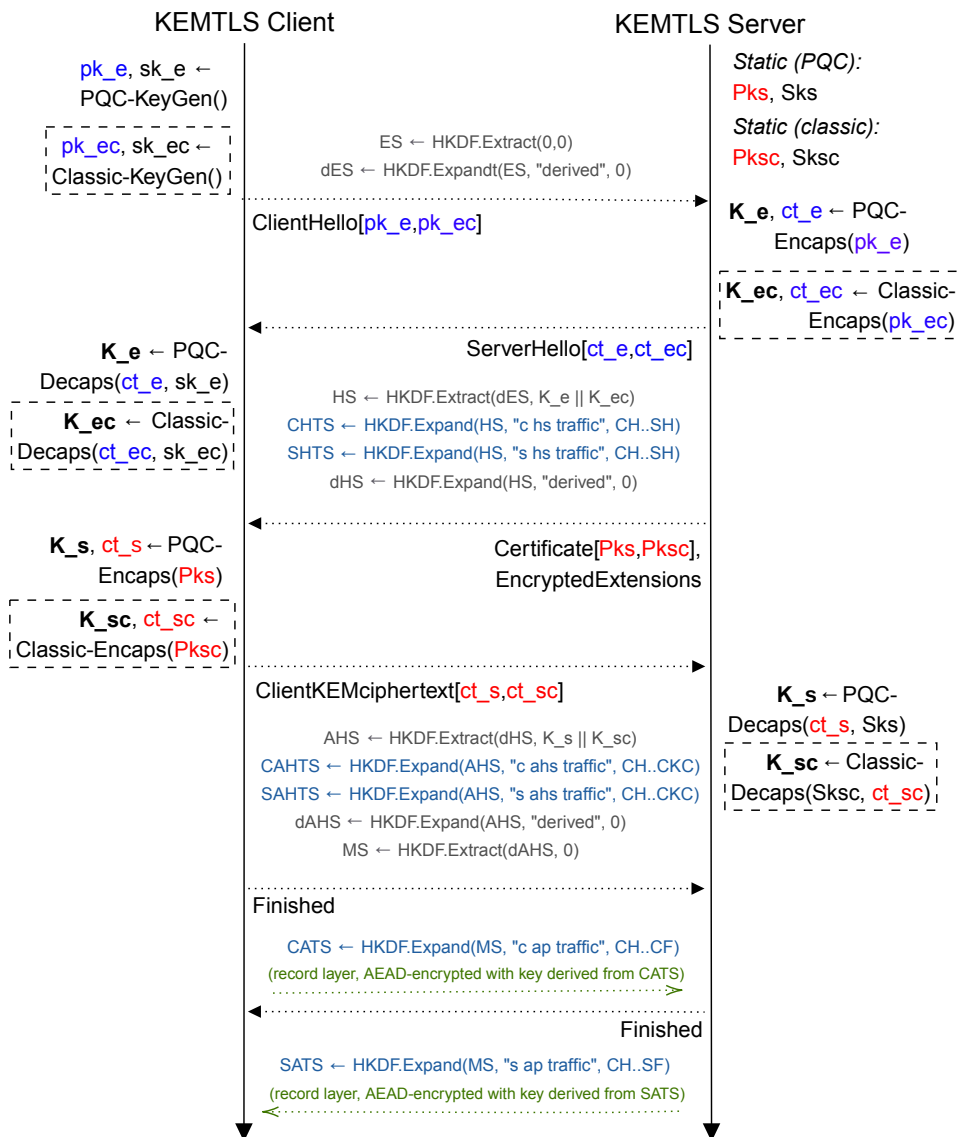 KEMTLS Client
KEMTLS Server
pk_e, sk_e ←
PQC-KeyGen()
pk_ec, sk_ec ←
Classic-KeyGen()
Static (PQC):
Pks, Sks
Static (classic):
Pksc, Sksc
ES ← HKDF.Extract(0,0)
dES ← HKDF.Expandt(ES, "derived", 0)
ClientHello[pk_e,pk_ec]
K_e, ct_e ← PQC-
Encaps(pk_e)
K_ec, ct_ec ← Classic-
Encaps(pk_ec)
ServerHello[ct_e,ct_ec]
K_e ← PQC-
Decaps(ct_e, sk_e)
K_ec ← Classic-
Decaps(ct_ec, sk_ec)
HS ← HKDF.Extract(dES, K_e || K_ec)
CHTS ← HKDF.Expand(HS, "c hs traffic", CH..SH)
SHTS ← HKDF.Expand(HS, "s hs traffic", CH..SH)
dHS ← HKDF.Expand(HS, "derived", 0)
Certificate[Pks,Pksc],
EncryptedExtensions
K_s, ct_s ← PQC-
Encaps(Pks)
K_sc, ct_sc ←
Classic-Encaps(Pksc)
ClientKEMciphertext[ct_s,ct_sc]
K_s ← PQC-
Decaps(ct_s, Sks)
K_sc ← Classic-
Decaps(Sksc, ct_sc)
AHS ← HKDF.Extract(dHS, K_s || K_sc)
CAHTS ← HKDF.Expand(AHS, "c ahs traffic", CH..CKC)
SAHTS ← HKDF.Expand(AHS, "s ahs traffic", CH..CKC)
dAHS ← HKDF.Expand(AHS, "derived", 0)
MS ← HKDF.Extract(dAHS, 0)
Finished
CATS ← HKDF.Expand(MS, "c ap traffic", CH..CF)
(record layer, AEAD-encrypted with key derived from CATS)
Finished
SATS ← HKDF.Expand(MS, "s ap traffic", CH..SF)
(record layer, AEAD-encrypted with key derived from SATS)